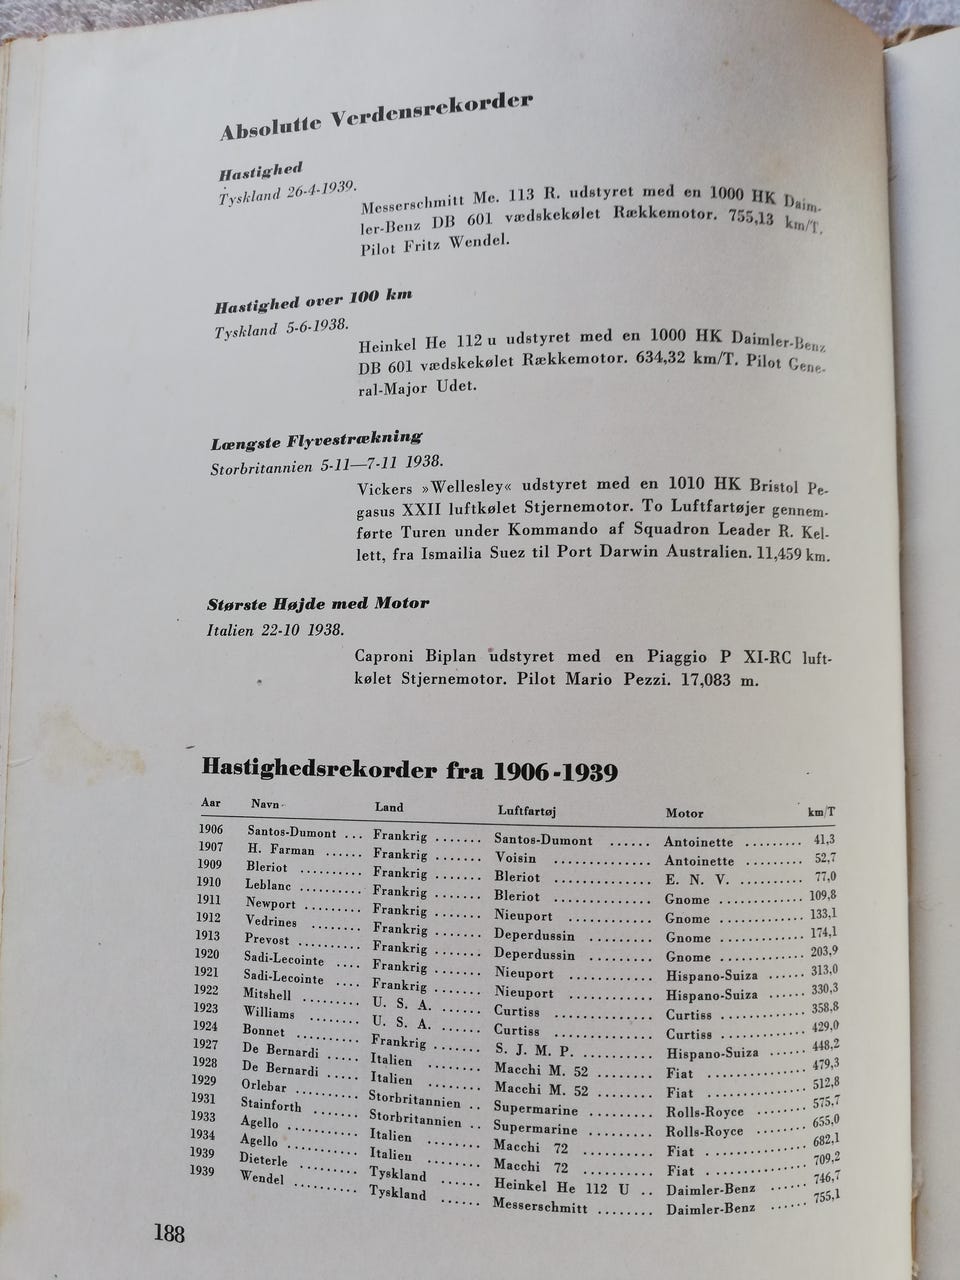 Absolutte Verdensrekorder
Hastighed
Tyskland 26-4-1939.
Messerschmitt Me. 113 R. udstyret med en 1000 HK Daim-
ler-Benz DB 601 vædskekølet Rækkemotor. 755,13 km/T.
Pilot Fritz Wendel.
Hastighed over 100 km
Tyskland 5-6-1938.
Heinkel He 112 u udstyret med en 1000 HK Daimler-Benz
DB 601 vædskekølet Rækkemotor. 634,32 km/T. Pilot Gene-
ral-Major Udet.
Længste Flyvestrækning
Storbritannien 5-11—7-11 1938.
Vickers »Wellesley« udstyret med en 1010 HK Bristol Pe-
gasus XXII luftkølet Stjernemotor. To Luftfartøjer gennem-
førte Turen under Kommando af Squadron Leader R. Kel-
lett, fra Ismailia Suez til Port Darwin Australien. 11,459 km.
Største Højde med Motor
Italien 22-10 1938.
Caproni Biplan udstyret med en Piaggio P XI-RC luft-
kølet Stjernemotor. Pilot Mario Pezzi. 17,083 m.
Hastighedsrekorder fra 1906-1939
Aar Navn Land Luftfartøj Motor km/T
1906 Santos-Dumont ... Frankrig ....... Santos-Dumont ...... Antoinette ......... 41,3
1907 H. Farman ...... Frankrig ....... Voisin .............. Antoinette ......... 52,7
1909 Bleriot .......... Frankrig ....... Bleriot .............. E. N. V. .......... 77,0
1910 Leblanc .......... Frankrig ....... Bleriot .............. Gnome ............. 109,8
1911 Newport ......... Frankrig ....... Nieuport ............ Gnome ............. 133,1
1912 Vedrines ........ Frankrig ....... Deperdussin ......... Gnome ............. 174,1
1913 Prevost .......... Frankrig ....... Deperdussin ......... Gnome ............. 203,9
1920 Sadi-Lecointe .... Frankrig ....... Nieuport ............ Hispano-Suiza ...... 313,0
1921 Sadi-Lecointe .... Frankrig ....... Nieuport ............ Hispano-Suiza ...... 330,3
1922 Mitshell ......... U. S. A. ...... Curtiss .............. Curtiss ............ 358,8
1923 Williams ........ U. S. A. ...... Curtiss .............. Curtiss ............ 429,0
1924 Bonnet ............ Frankrig ....... S. J. M. P. .......... Hispano-Suiza ...... 448,2
1927 De Bernardi ..... Italien ........ Macchi M. 52 ........ Fiat .............. 479,3
1928 De Bernardi ..... Italien ........ Macchi M. 52 ........ Fiat .............. 512,8
1929 Orlebar .......... Storbritannien .. Supermarine ......... Rolls-Royce ........ 575,7
1931 Stainforth ....... Storbritannien .. Supermarine ......... Rolls-Royce ........ 655,0
1933 Agello ........... Italien ........ Macchi 72 .......... Fiat .............. 682,1
1934 Agello ........... Italien ........ Macchi 72 .......... Fiat .............. 709,2
1939 Dieterle ......... Tyskland ...... Heinkel He 112 U .. Daimler-Benz ...... 746,7
1939 Wendel .......... Tyskland ...... Messerschmitt ........ Daimler-Benz ...... 755,1
188